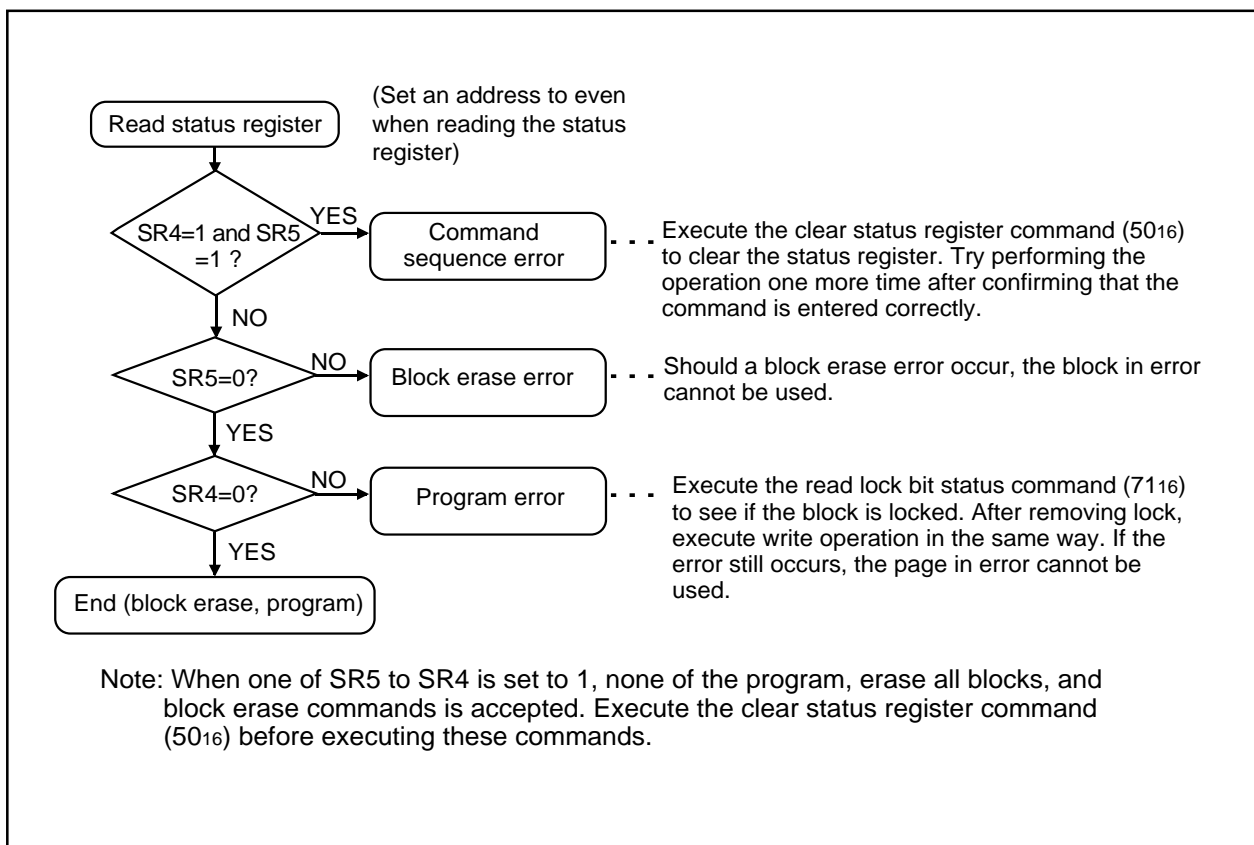 Read status register
(Set an address to even
when reading the status
register)
SR4=1 and SR5
=1 ?
YES
Command
sequence error
Execute the clear status register command (5016)
to clear the status register. Try performing the
operation one more time after confirming that the
command is entered correctly.
NO
SR5=0?
NO
Block erase error
Should a block erase error occur, the block in error
cannot be used.
YES
SR4=0?
NO
Program error
Execute the read lock bit status command (7116)
to see if the block is locked. After removing lock,
execute write operation in the same way. If the
error still occurs, the page in error cannot be
used.
YES
End (block erase, program)
Note: When one of SR5 to SR4 is set to 1, none of the program, erase all blocks, and
block erase commands is accepted. Execute the clear status register command
(5016) before executing these commands.